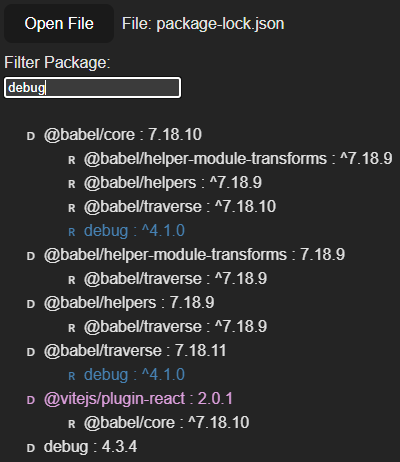 Open File File: package-lock.json
Filter Package:
debug
D @babel/core : 7.18.10
R @babel/helper-module-transforms : ^7.18.9
R @babel/helpers : ^7.18.9
R @babel/traverse : ^7.18.10
R debug : ^4.1.0
D @babel/helper-module-transforms : 7.18.9
R @babel/traverse : ^7.18.9
D @babel/helpers : 7.18.9
R @babel/traverse : ^7.18.9
D @babel/traverse : 7.18.11
R debug : ^4.1.0
D @vitejs/plugin-react : 2.0.1
R @babel/core : ^7.18.10
D debug : 4.3.4